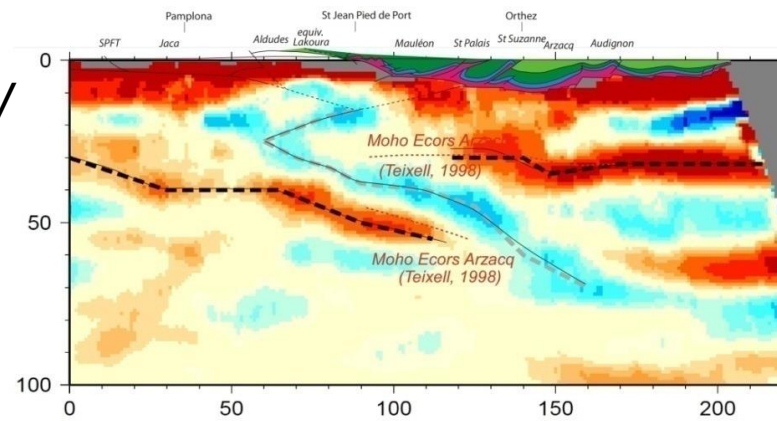 Pamplona
St Jean Pied de Port
Orthez
SPFT
Jaca
Aldudes
equiv.
Lakoura
Mauléon
St Palais
St Suzanne
Arzacq
Audignon
0
Moho Ecors Ar
(Teixell, 1998)
50
Moho Ecors Arzacq
(Teixell, 1998)
100
0
50
100
150
200